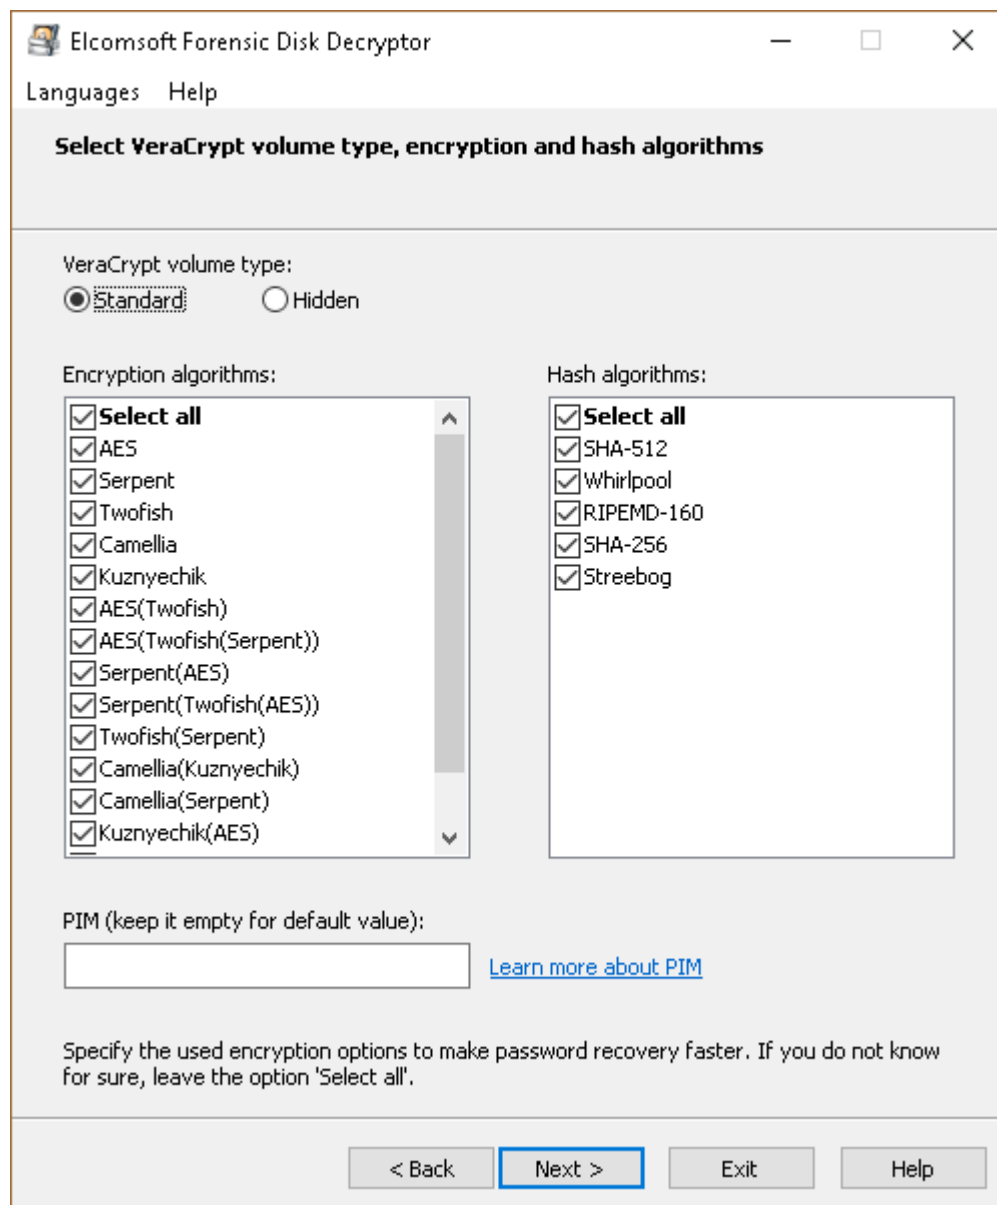 Elcomsoft Forensic Disk Decryptor
Languages Help
Select VeraCrypt volume type, encryption and hash algorithms
VeraCrypt volume type:
Standard Hidden
Encryption algorithms:
Select all
AES
Serpent
Twofish
Camellia
Kuznyechik
AES(Twofish)
AES(Twofish(Serpent))
Serpent(AES)
Serpent(Twofish(AES))
Twofish(Serpent)
Camellia(Kuznyechik)
Camellia(Serpent)
Kuznyechik(AES)
Hash algorithms:
Select all
SHA-512
Whirlpool
RIPEMD-160
SHA-256
Streebog
PIM (keep it empty for default value):
Learn more about PIM
Specify the used encryption options to make password recovery faster. If you do not know
for sure, leave the option 'Select all'.
< Back Next > Exit Help